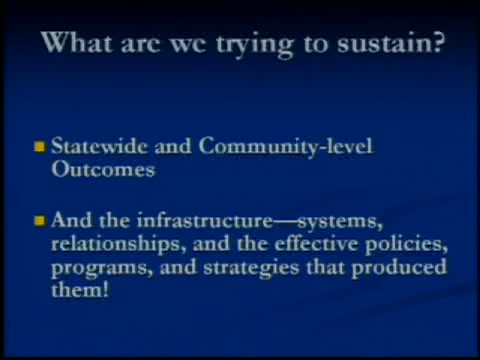 What are we trying to sustain?
Statewide and Community-level
Outcomes
And the infrastructure—systems,
relationships, and the effective policies,
programs, and strategies that produced
them!